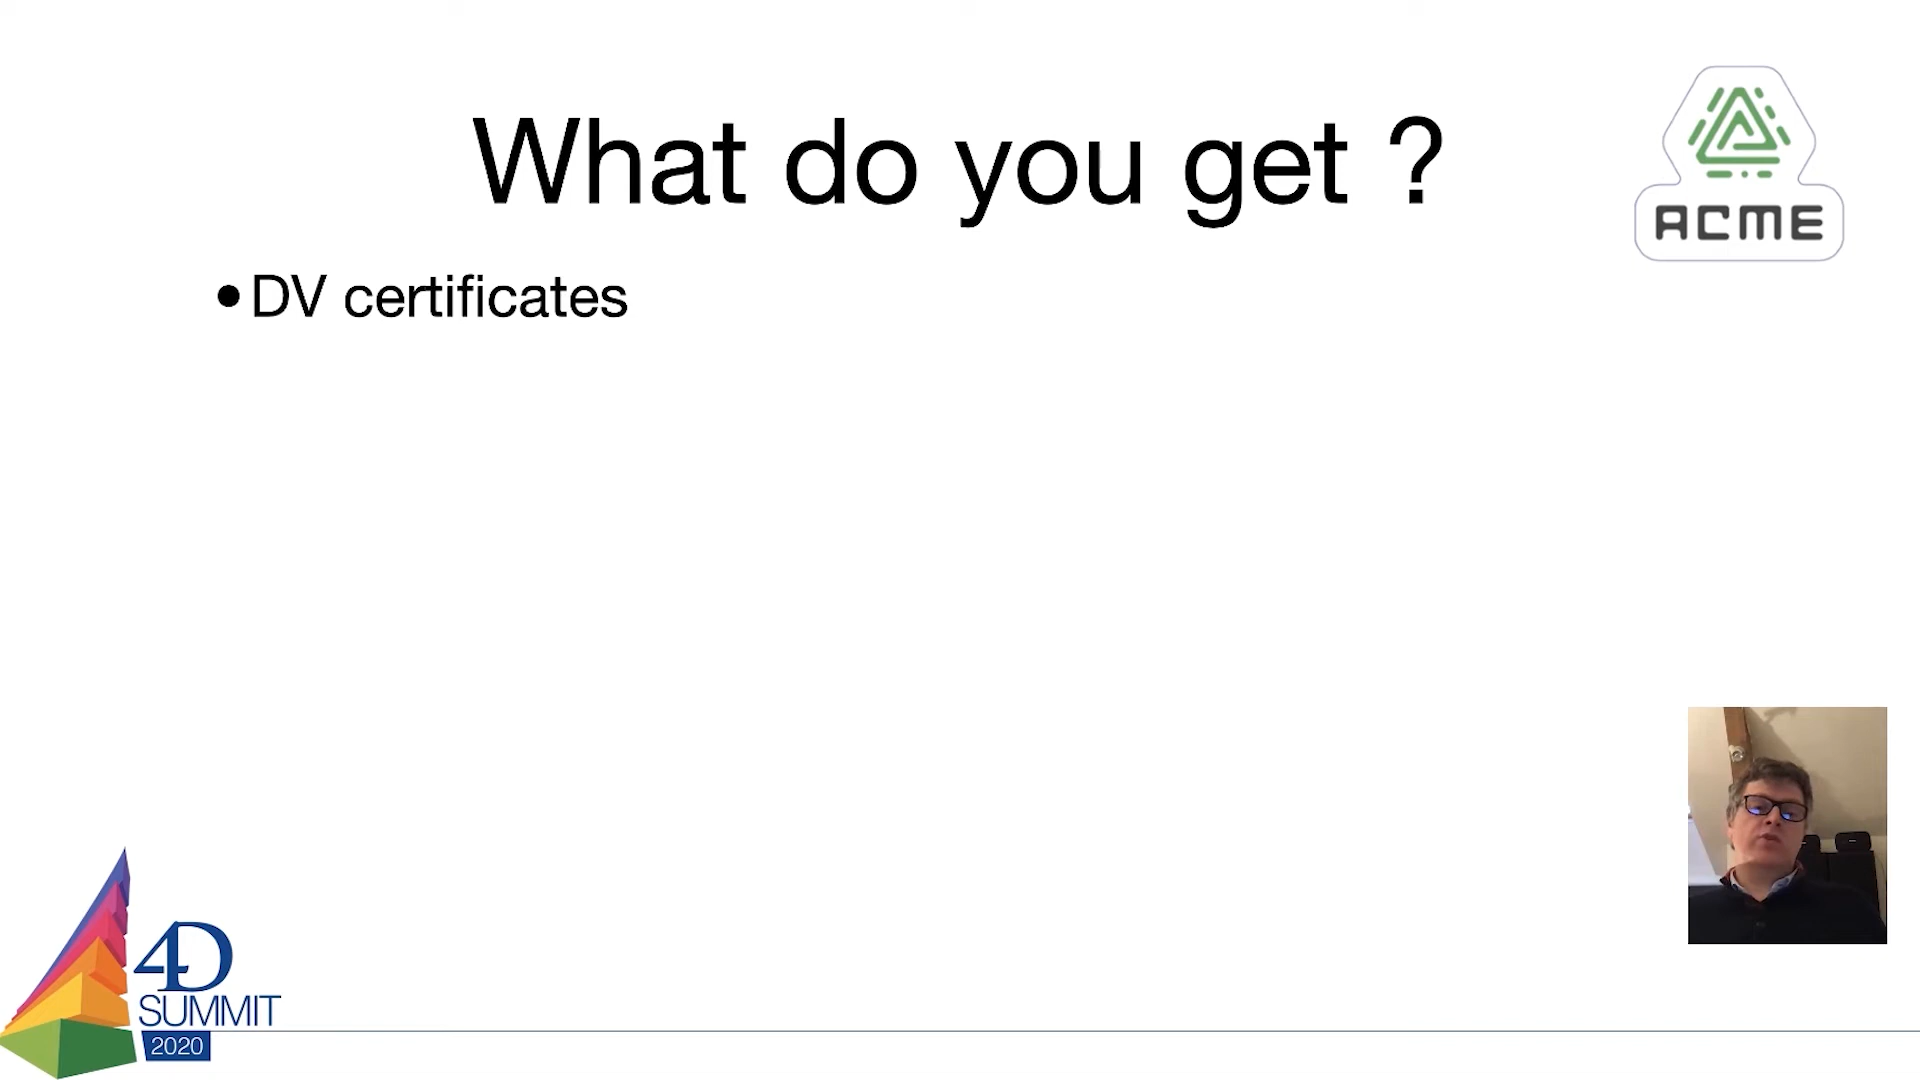 What do you get ?
ACME
•DV certificates
4D
SUMMIT
2020